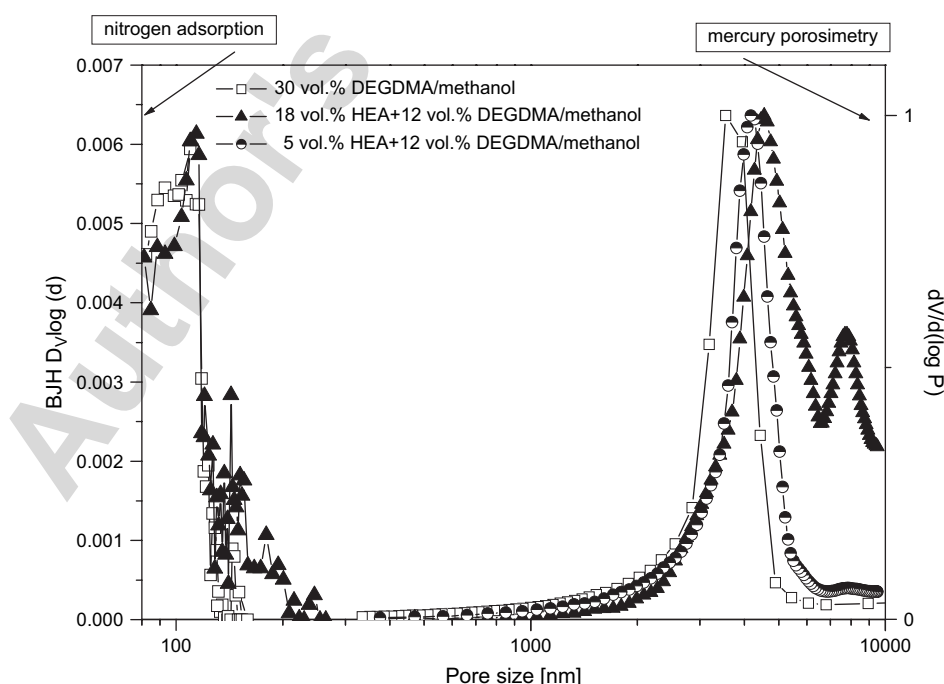 nitrogen adsorption
mercury porosimetry
30 vol.% DEGDMA/methanol
18 vol.% HEA+12 vol.% DEGDMA/methanol
5 vol.% HEA+12 vol.% DEGDMA/methanol
Author's
BJH DVlog (d)
0.007
0.006
0.005
0.004
0.003
0.002
0.001
0.000
1
0
dV/d(log P)
100
1000
10000
Pore size [nm]